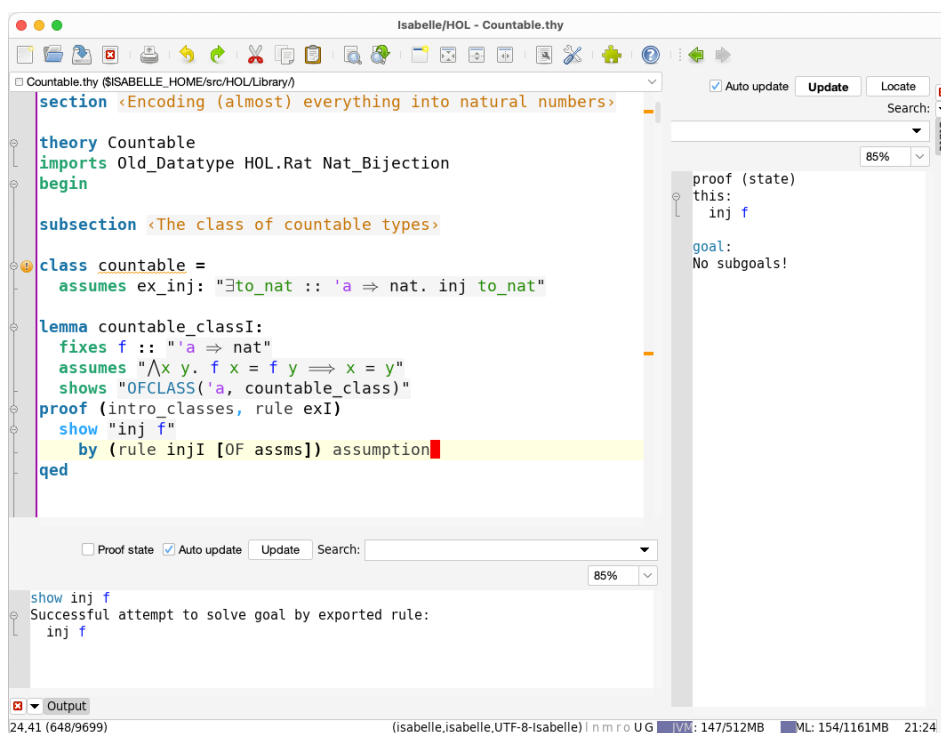 Isabelle/HOL - Countable.thy
Countable.thy ($ISABELLE_HOME/src/HOL/Library/)
section ‹Encoding (almost) everything into natural numbers›
theory Countable
imports Old_Datatype HOL.Rat Nat_Bijection
begin
subsection ‹The class of countable types›
class countable =
assumes ex_inj: "∃to_nat :: 'a ⇒ nat. inj to_nat"
lemma countable_classI:
fixes f :: "'a ⇒ nat"
assumes "⋀x y. f x = f y ⟹ x = y"
shows "OFCLASS('a, countable_class)"
proof (intro_classes, rule exI)
show "inj f"
by (rule injI [OF assms]) assumption
qed
Auto update Update Locate
Search:
85%
proof (state)
this:
inj f
goal:
No subgoals!
Proof state Auto update Update Search:
85%
show inj f
Successful attempt to solve goal by exported rule:
inj f
Output
24,41 (648/9699) (isabelle,isabelle,UTF-8-Isabelle) | n m r o U G VM: 147/512MB ML: 154/1161MB 21:24